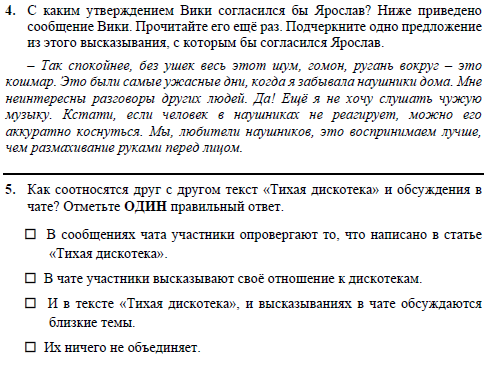 4. С каким утверждением Вики согласился бы Ярослав? Ниже приведено
сообщение Вики. Прочитайте его ещё раз. Подчеркните одно предложение
из этого высказывания, с которым бы согласился Ярослав.
– Так спокойнее, без ушек весь этот шум, гомон, ругань вокруг – это
кошмар. Это были самые ужасные дни, когда я забывала наушники дома. Мне
неинтересны разговоры других людей. Да! Ещё я не хочу слушать чужую
музыку. Кстати, если человек в наушниках не реагирует, можно его
аккуратно коснуться. Мы, любители наушников, это воспринимаем лучше,
чем размахивание руками перед лицом.
5. Как соотносятся друг с другом текст «Тихая дискотека» и обсуждения в
чате? Отметьте ОДИН правильный ответ.
☐ В сообщениях чата участники опровергают то, что написано в статье
«Тихая дискотека».
☐ В чате участники высказывают своё отношение к дискотекам.
☐ И в тексте «Тихая дискотека», и высказываниях в чате обсуждаются
близкие темы.
☐ Их ничего не объединяет.